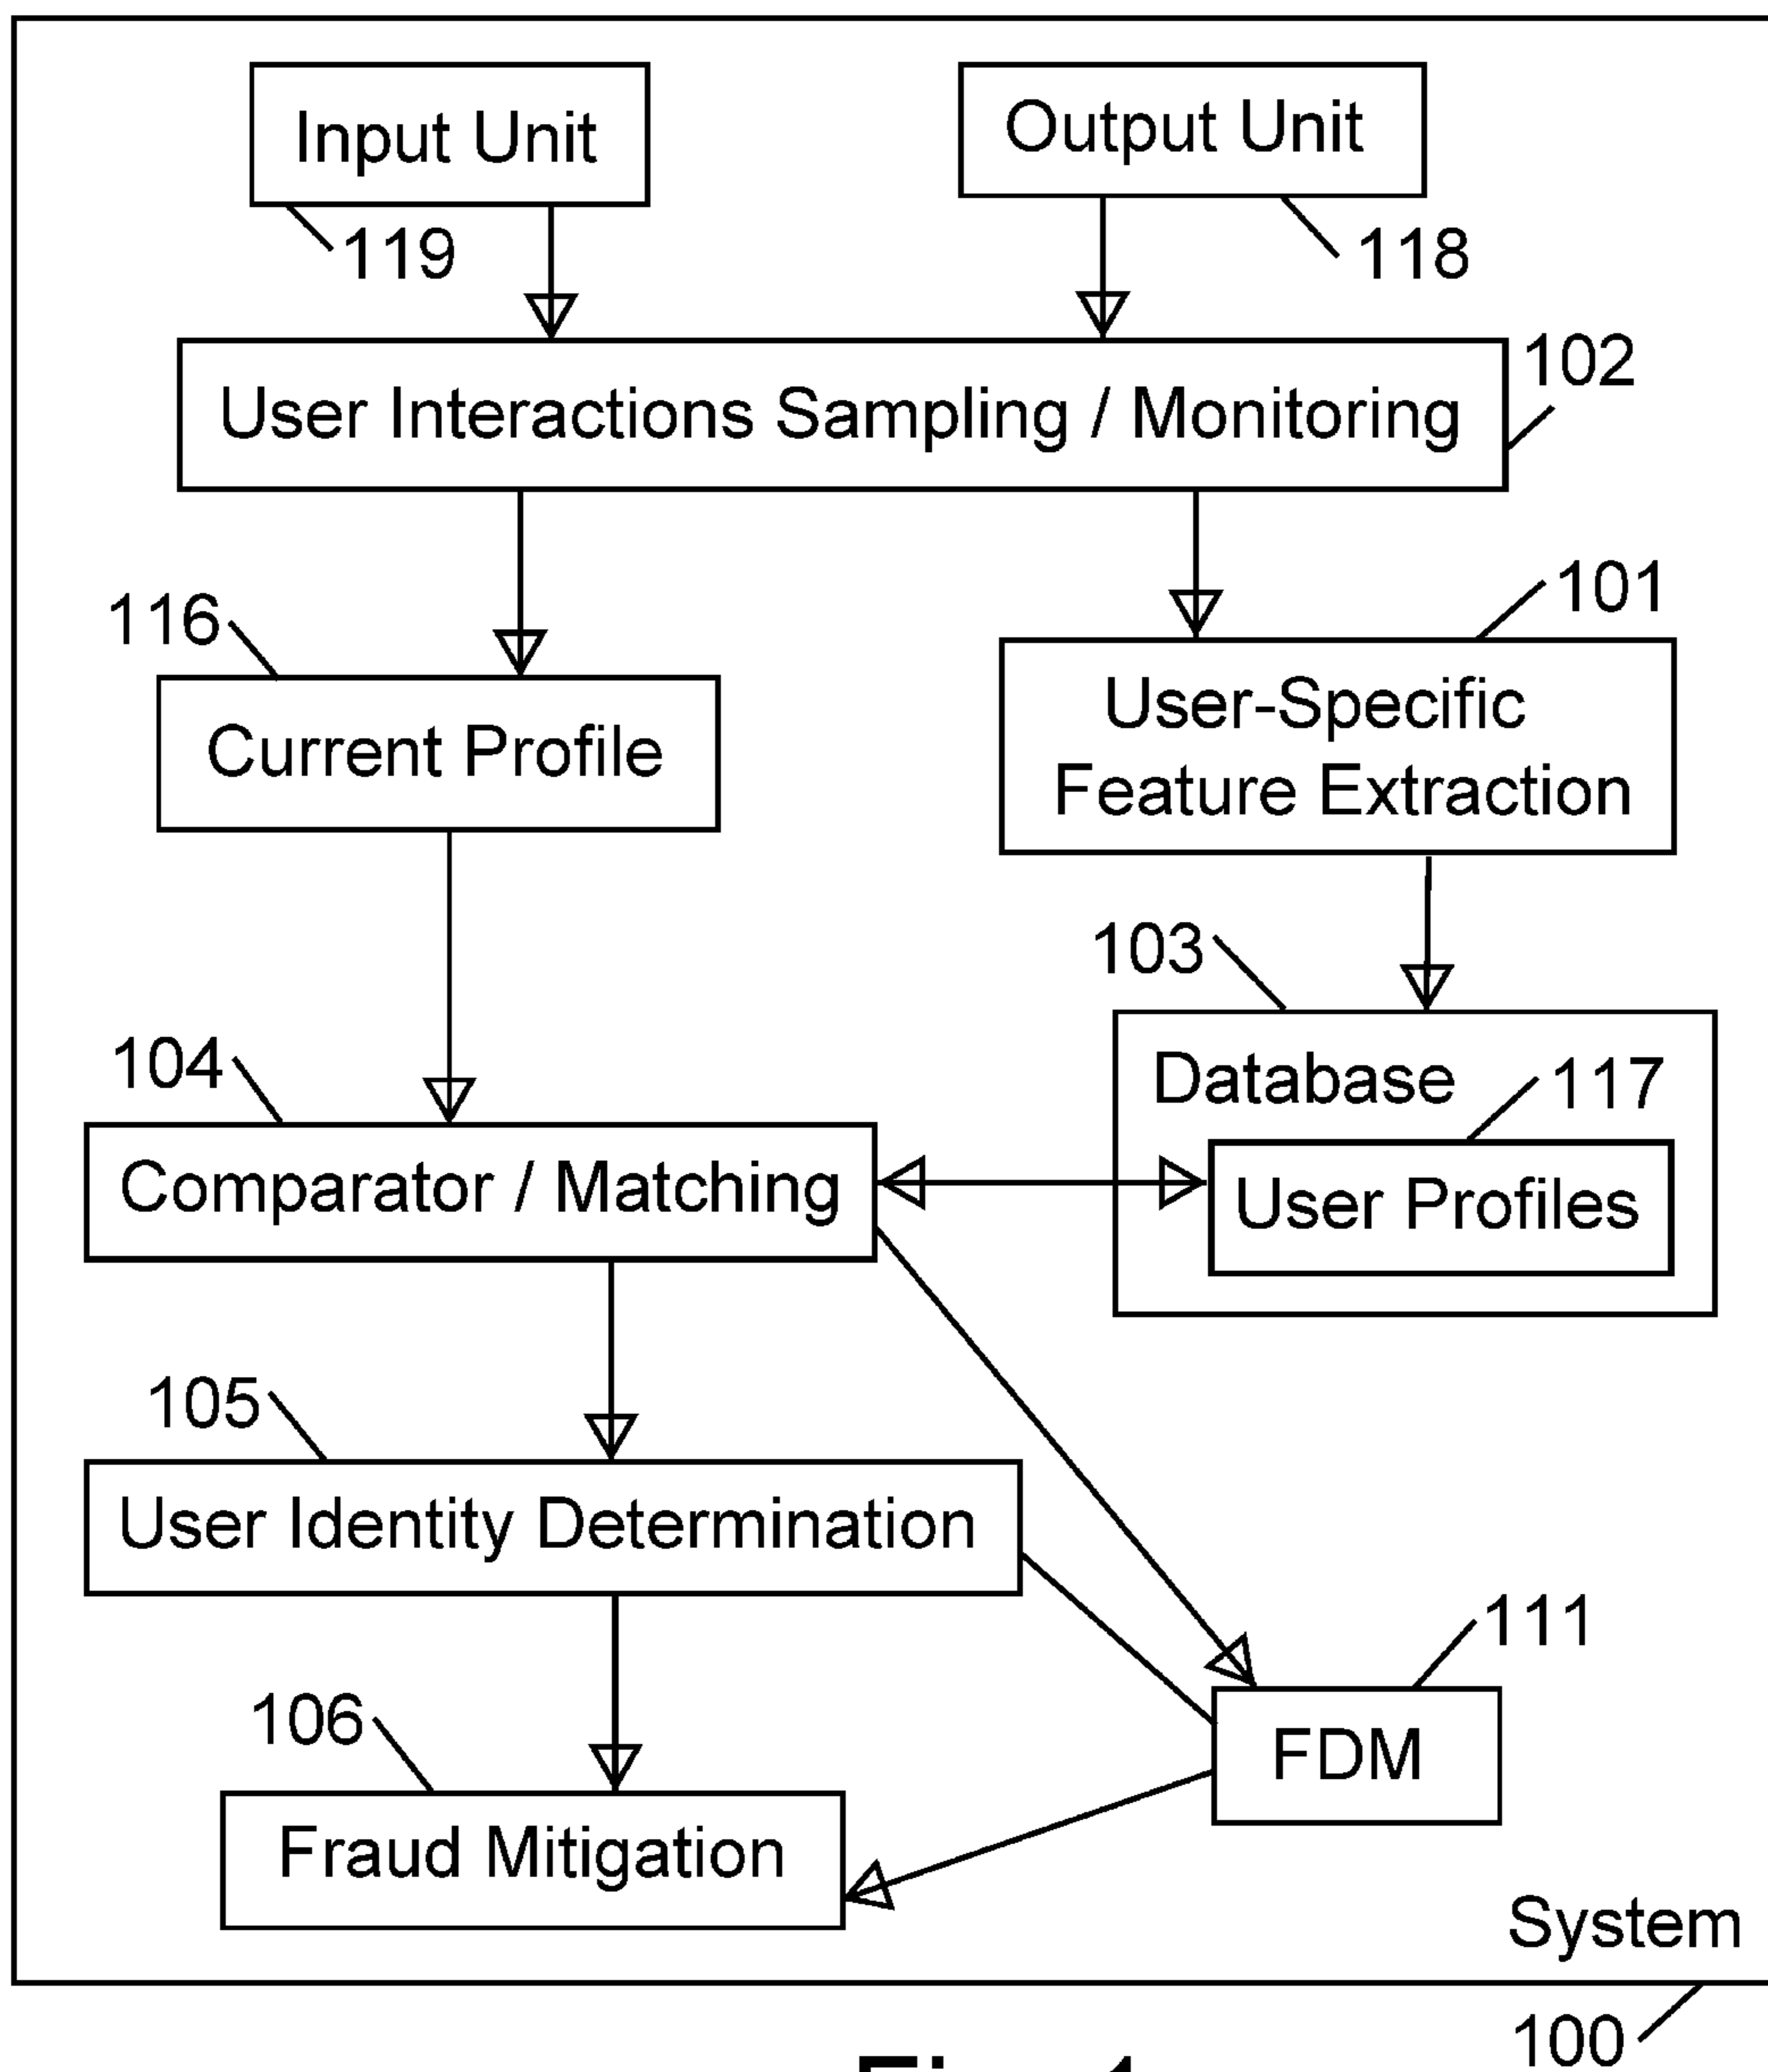 Input Unit
Output Unit
119
118
102
User Interactions Sampling / Monitoring
101
116
User-Specific
Feature Extraction
Current Profile
103
104
Database
117
Comparator / Matching
User Profiles
105
User Identity Determination
111
106
FDM
Fraud Mitigation
System
100